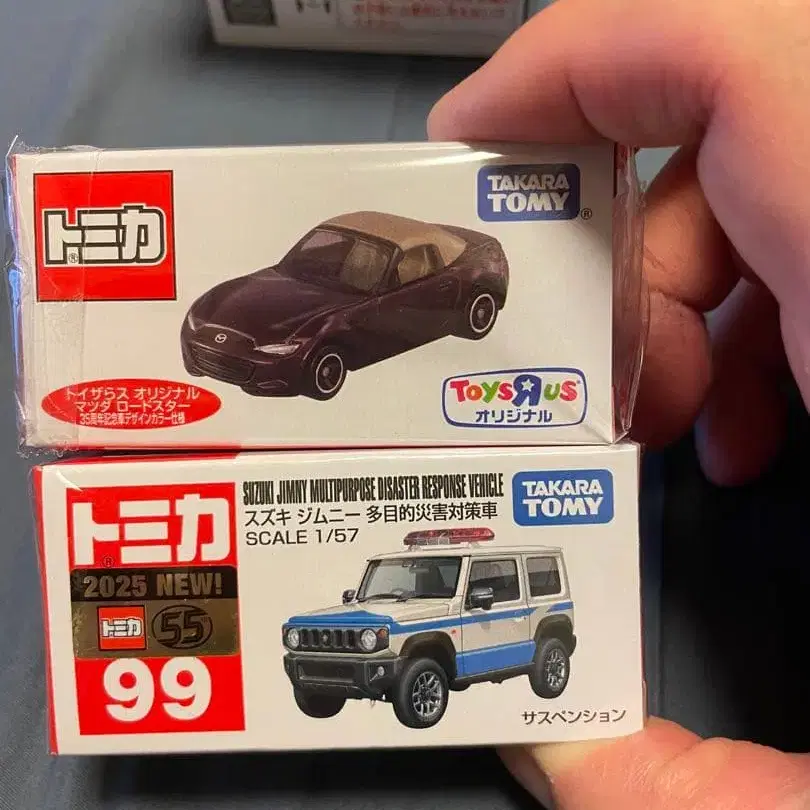 トミカ
®
TAKARA
TOMY
®
トイザらス オリジナル
マツダ ロードスター
35周年記念車デザインカラー仕様
ToysЯus
オリジナル
トミカ
®
2025 NEW!
トミカ 55
99
SUZUKI JIMNY MULTIPURPOSE DISASTER RESPONSE VEHICLE
スズキ ジムニー 多目的災害対策車
SCALE 1/57
TAKARA
TOMY
サスペンション